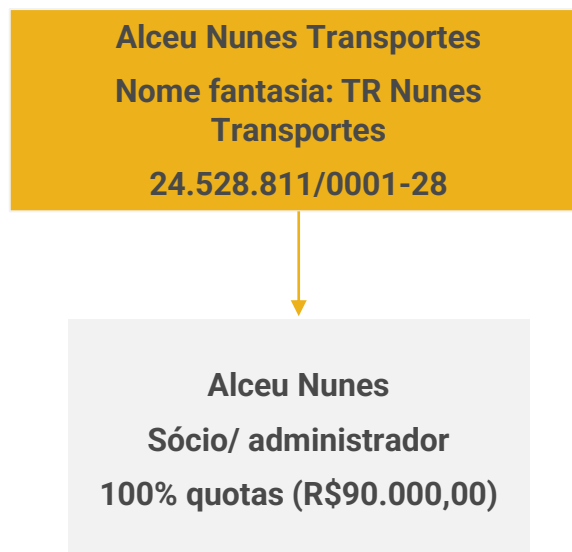 Alceu Nunes Transportes
Nome fantasia: TR Nunes
Transportes
24.528.811/0001-28
Alceu Nunes
Sócio/ administrador
100% quotas (R$90.000,00)